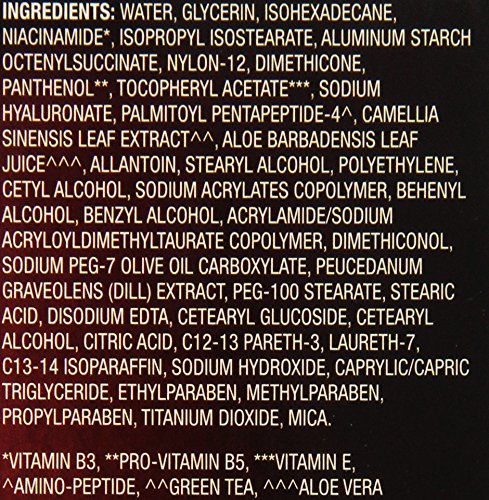 INGREDIENTS: WATER, GLYCERIN, ISOHEXADECANE,
NIACINAMIDE*, ISOPROPYL ISOSTEARATE, ALUMINUM STARCH
OCTENYLSUCCINATE, NYLON-12, DIMETHICONE,
PANTHENOL**, TOCOPHERYL ACETATE***, SODIUM
HYALURONATE, PALMITOYL PENTAPEPTIDE-4^, CAMELLIA
SINENSIS LEAF EXTRACT^^, ALOE BARBADENSIS LEAF
JUICE^^^, ALLANTOIN, STEARYL ALCOHOL, POLYETHYLENE,
CETYL ALCOHOL, SODIUM ACRYLATES COPOLYMER, BEHENYL
ALCOHOL, BENZYL ALCOHOL, ACRYLAMIDE/SODIUM
ACRYLOYLDIMETHYLTAURATE COPOLYMER, DIMETHICONOL,
SODIUM PEG-7 OLIVE OIL CARBOXYLATE, PEUCEDANUM
GRAVEOLENS (DILL) EXTRACT, PEG-100 STEARATE, STEARIC
ACID, DISODIUM EDTA, CETEARYL GLUCOSIDE, CETEARYL
ALCOHOL, CITRIC ACID, C12-13 PARETH-3, LAURETH-7,
C13-14 ISOPARAFFIN, SODIUM HYDROXIDE, CAPRYLIC/CAPRIC
TRIGLYCERIDE, ETHYLPARABEN, METHYLPARABEN,
PROPYLPARABEN, TITANIUM DIOXIDE, MICA.
*VITAMIN B3, **PRO-VITAMIN B5, ***VITAMIN E,
^AMINO-PEPTIDE, ^^GREEN TEA, ^^^ALOE VERA